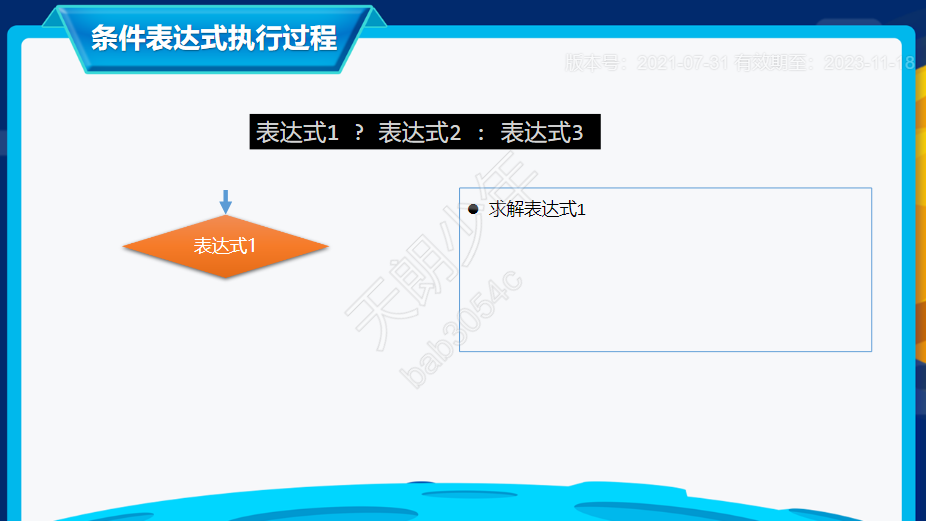 条件表达式执行过程
版本号：2021-07-31 有效期至：2023-11-18
表达式1 ? 表达式2 : 表达式3
表达式1
● 求解表达式1
天朗少年
bab3054c